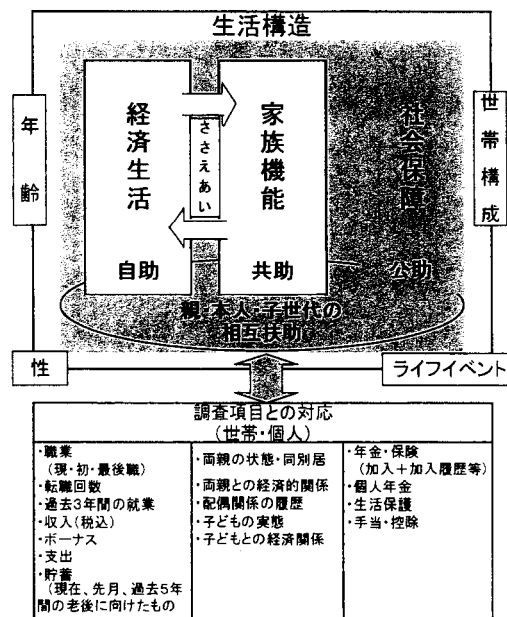 生活構造
年齢
経済生活
ささえあい
家族機能
社会保障
世帯構成
自助
共助
公助
親・本人・子世代の
相互扶助
性
ライフイベント
調査項目との対応
(世帯・個人)
・職業
(現・初・最後職)
・転職回数
・過去3年間の就業
・収入(税込)
・ボーナス
・支出
・貯蓄
(現在、先月、過去5年
間の老後に向けたもの
・両親の状態・同別居
・両親との経済的関係
・配偶関係の履歴
・子どもの実態
・子どもとの経済関係
・年金・保険
(加入+加入履歴等)
・個人年金
・生活保護
・手当・控除